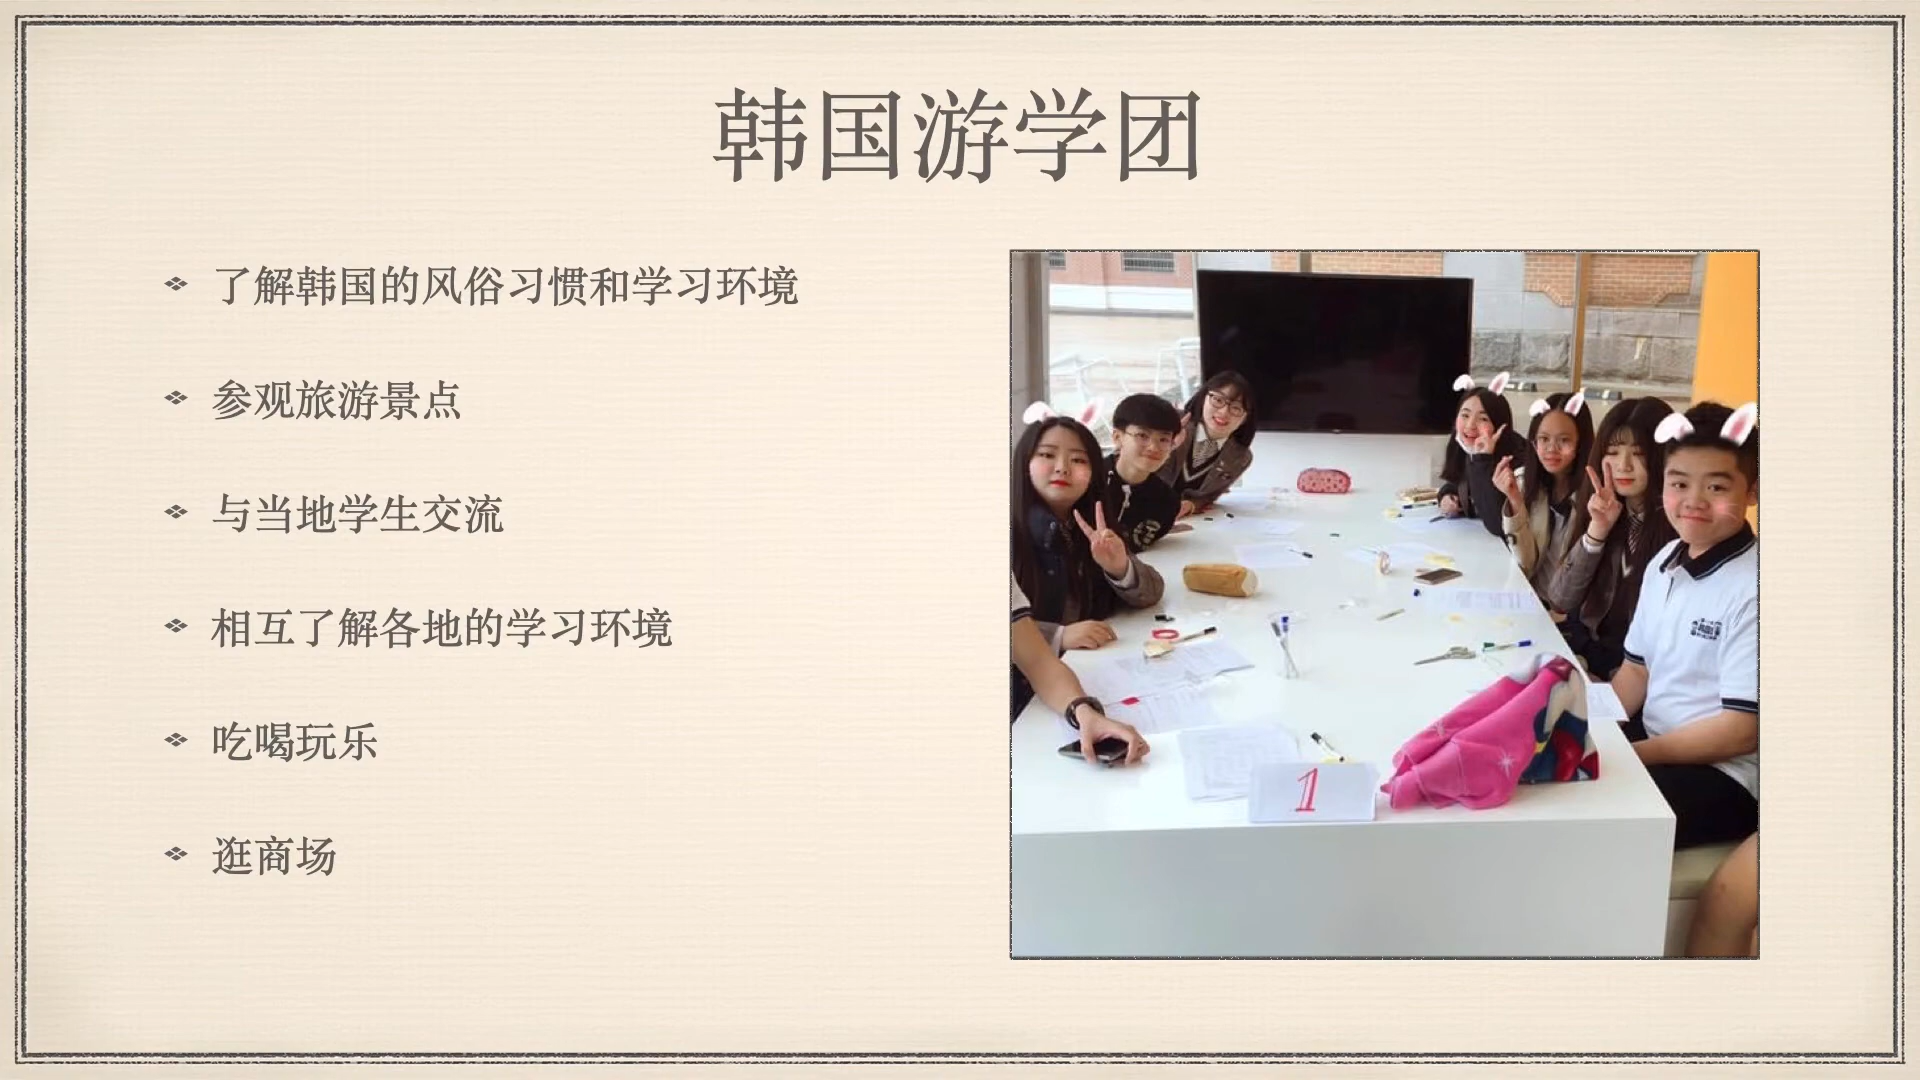 韩国游学团
了解韩国的风俗习惯和学习环境
参观旅游景点
与当地学生交流
相互了解各地的学习环境
吃喝玩乐
逛商场
1